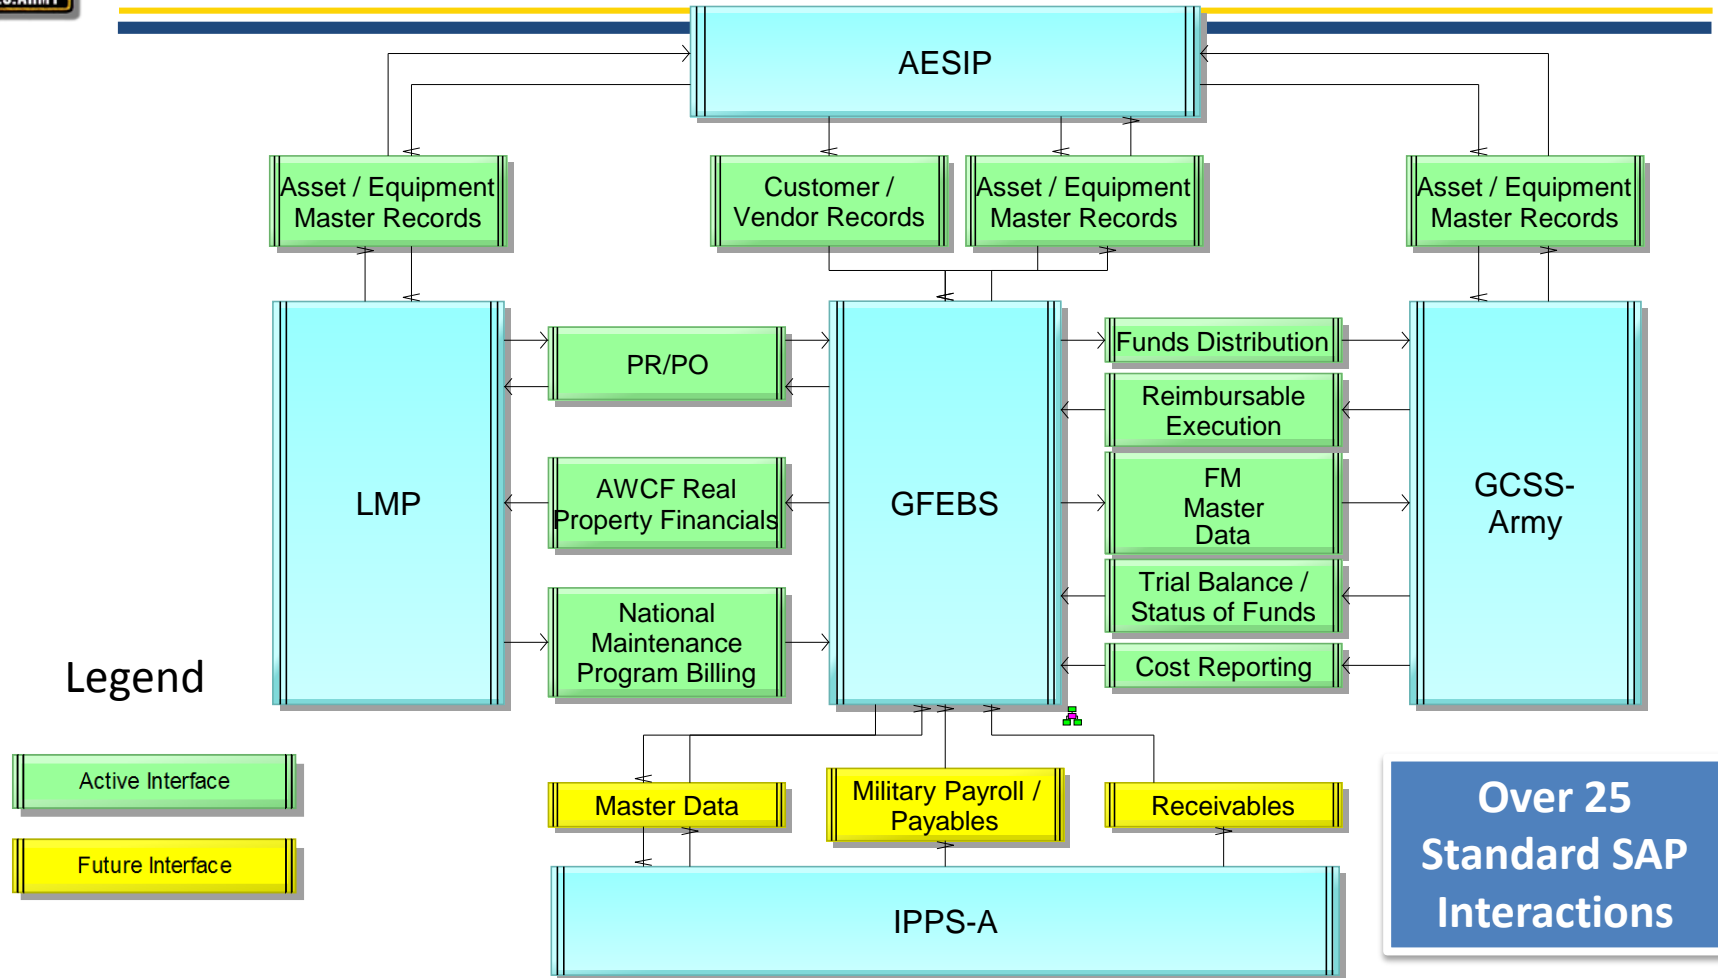 U.S.ARMY
AESIP
Asset / Equipment
Master Records
Customer /
Vendor Records
Asset / Equipment
Master Records
Asset / Equipment
Master Records
LMP
PR/PO
AWCF Real
Property Financials
National
Maintenance
Program Billing
GFEBS
Funds Distribution
Reimbursable
Execution
FM
Master
Data
Trial Balance /
Status of Funds
Cost Reporting
GCSS-
Army
Legend
Active Interface
Future Interface
Master Data
Military Payroll /
Payables
Receivables
IPPS-A
Over 25
Standard SAP
Interactions